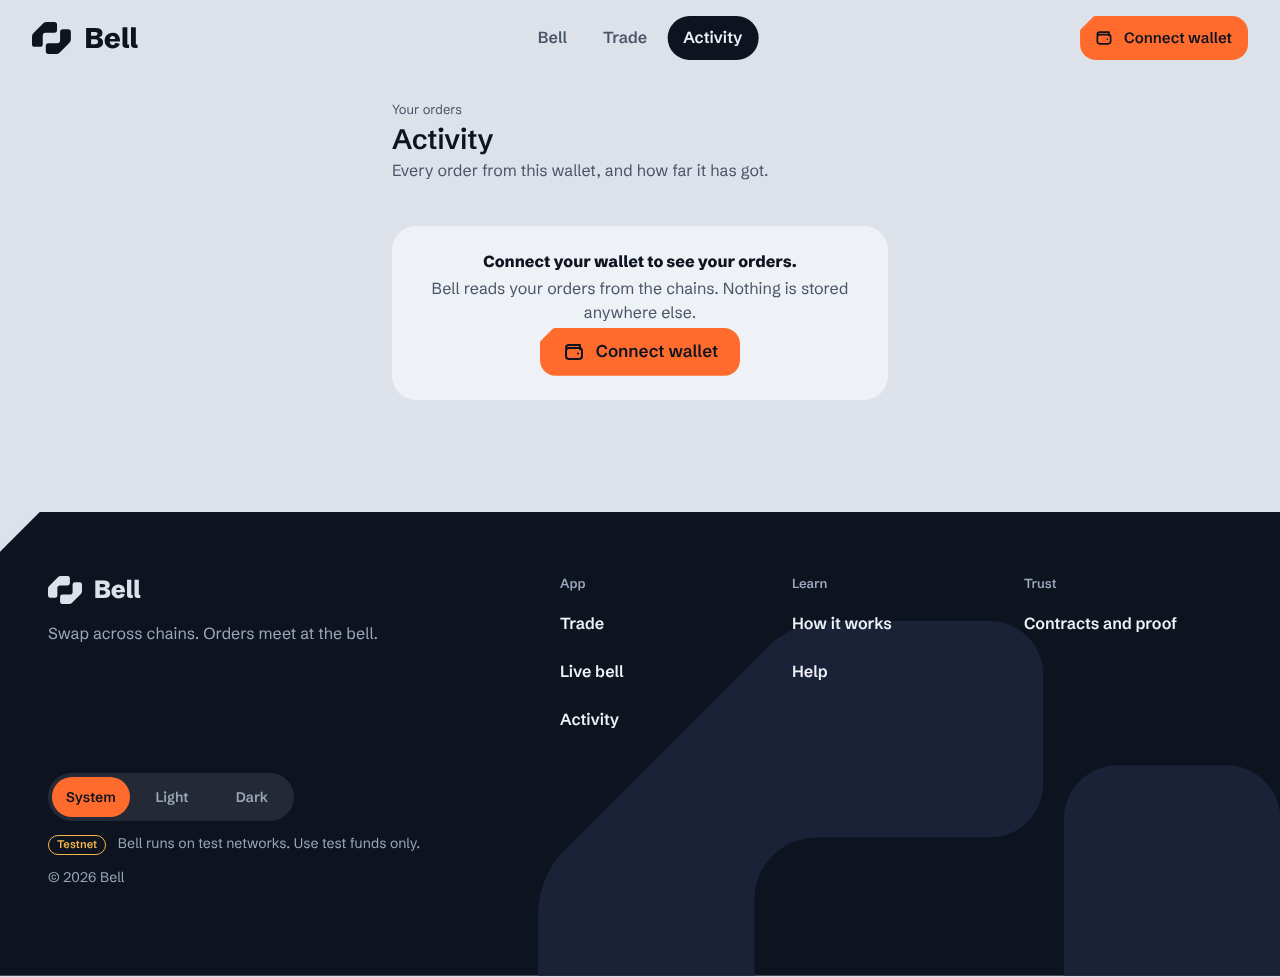 Bell
Bell
Trade
Activity
Connect wallet
Your orders
Activity
Every order from this wallet, and how far it has got.
Connect your wallet to see your orders.
Bell reads your orders from the chains. Nothing is stored
anywhere else.
Connect wallet
Bell
Swap across chains. Orders meet at the bell.
App
Trade
Live bell
Activity
Learn
How it works
Help
Trust
Contracts and proof
System
Light
Dark
Testnet
Bell runs on test networks. Use test funds only.
© 2026 Bell